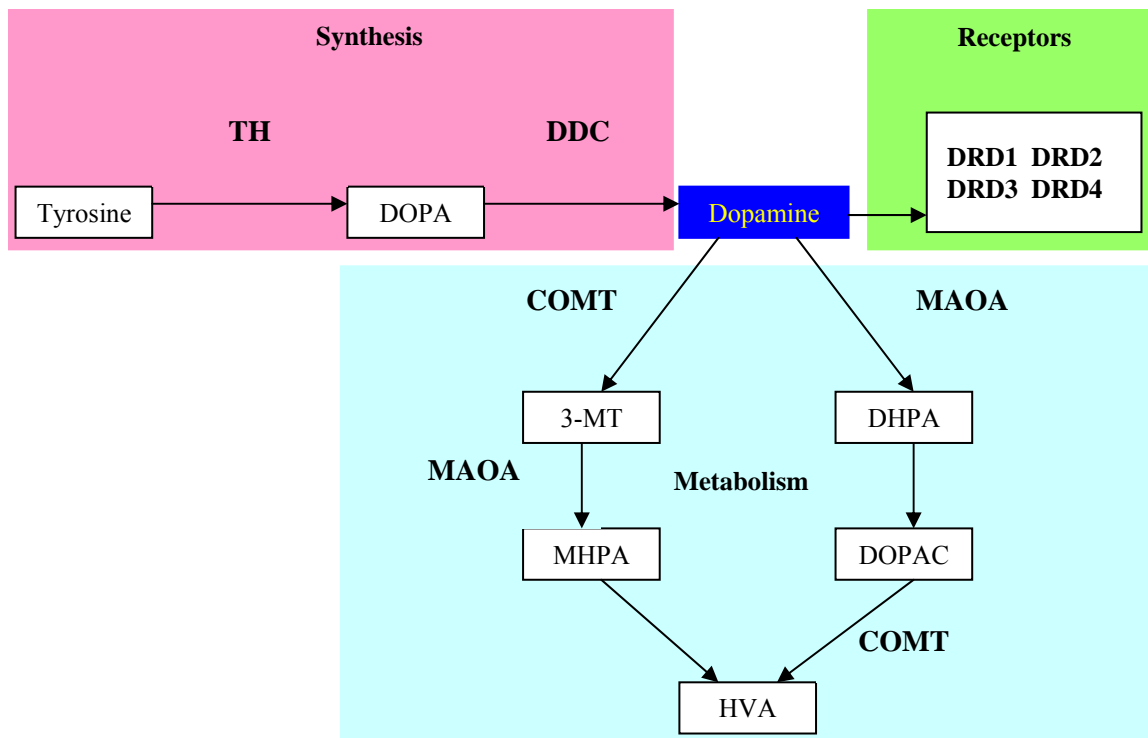 Synthesis
Receptors
TH
DDC
DRD1 DRD2
DRD3 DRD4
Tyrosine
DOPA
Dopamine
COMT
MAOA
3-MT
DHPA
MAOA
Metabolism
MHPA
DOPAC
COMT
HVA